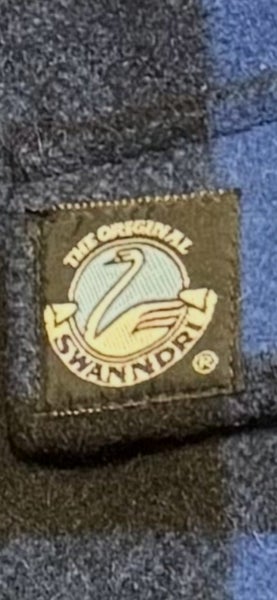 THE ORIGINAL
SWANNDRI
®